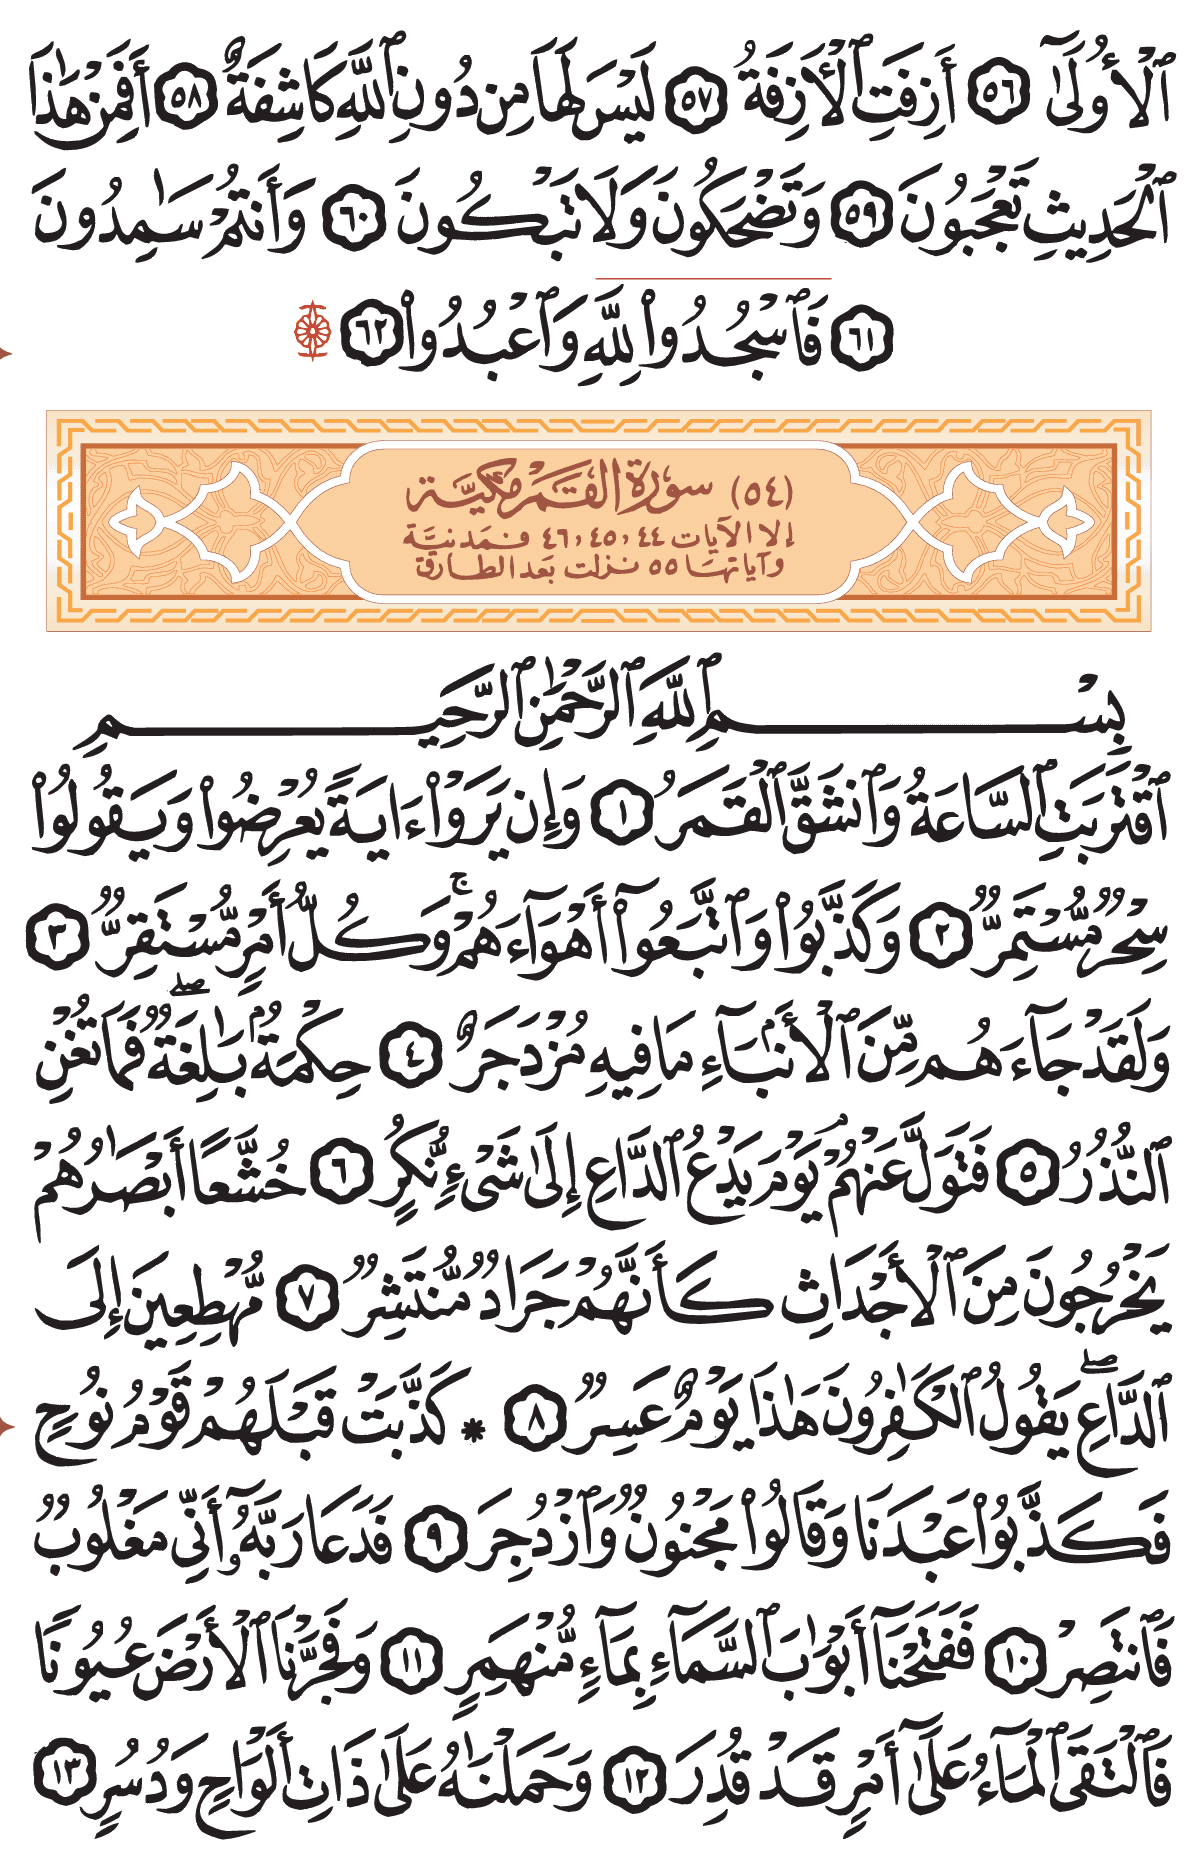 ٱلْأُولَىٰٓ ٥٦ أَزِفَتِ ٱلْأَزِفَةُ ٥٧ لَيْسَ لَهَا مِن دُونِ ٱللَّهِ كَاشِفَةٌ ٥٨ أَفَمِنْ هَٰذَا
ٱلْحَدِيثِ تَعْجَبُونَ ٥٩ وَتَضْحَكُونَ وَلَا تَبْكُونَ ٦٠ وَأَنتُمْ سَٰمِدُونَ
٦١ فَٱسْجُدُوا۟ لِلَّهِ وَٱعْبُدُوا۟ ٦٢
(٥٤) سورة القمر مكية
إلا الآيات ٤٤، ٤٥، ٤٦ فمدنية
وآياتها ٥٥ نزلت بعد الطارق
بِسْمِ ٱللَّهِ ٱلرَّحْمَٰنِ ٱلرَّحِيمِ
ٱقْتَرَبَتِ ٱلسَّاعَةُ وَٱنشَقَّ ٱلْقَمَرُ ١ وَإِن يَرَوْا۟ ءَايَةً يُعْرِضُوا۟ وَيَقُولُوا۟
سِحْرٌ مُّسْتَمِرٌّ ٢ وَكَذَّبُوا۟ وَٱتَّبَعُوٓا۟ أَهْوَآءَهُمْ ۚ وَكُلُّ أَمْرٍ مُّسْتَقِرٌّ ٣
وَلَقَدْ جَآءَهُم مِّنَ ٱلْأَنۢبَآءِ مَا فِيهِ مُزْدَجَرٌ ٤ حِكْمَةٌۢ بَٰلِغَةٌ ۖ فَمَا تُغْنِ
ٱلنُّذُرُ ٥ فَتَوَلَّ عَنْهُمْ ۘ يَوْمَ يَدْعُ ٱلدَّاعِ إِلَىٰ شَىْءٍ نُّكُرٍ ٦ خُشَّعًا أَبْصَٰرُهُمْ
يَخْرُجُونَ مِنَ ٱلْأَجْدَاثِ كَأَنَّهُمْ جَرَادٌ مُّنتَشِرٌ ٧ مُّهْطِعِينَ إِلَى
ٱلدَّاعِ ۖ يَقُولُ ٱلْكَٰفِرُونَ هَٰذَا يَوْمٌ عَسِرٌ ٨ * كَذَّبَتْ قَبْلَهُمْ قَوْمُ نُوحٍ
فَكَذَّبُوا۟ عَبْدَنَا وَقَالُوا۟ مَجْنُونٌ وَٱزْدُجِرَ ٩ فَدَعَا رَبَّهُۥٓ أَنِّى مَغْلُوبٌ
فَٱنتَصِرْ ١٠ فَفَتَحْنَآ أَبْوَٰبَ ٱلسَّمَآءِ بِمَآءٍ مُّنْهَمِرٍ ١١ وَفَجَّرْنَا ٱلْأَرْضَ عُيُونًا
فَٱلْتَقَى ٱلْمَآءُ عَلَىٰٓ أَمْرٍ قَدْ قُدِرَ ١٢ وَحَمَلْنَٰهُ عَلَىٰ ذَاتِ أَلْوَٰحٍ وَدُسُرٍ ١٣